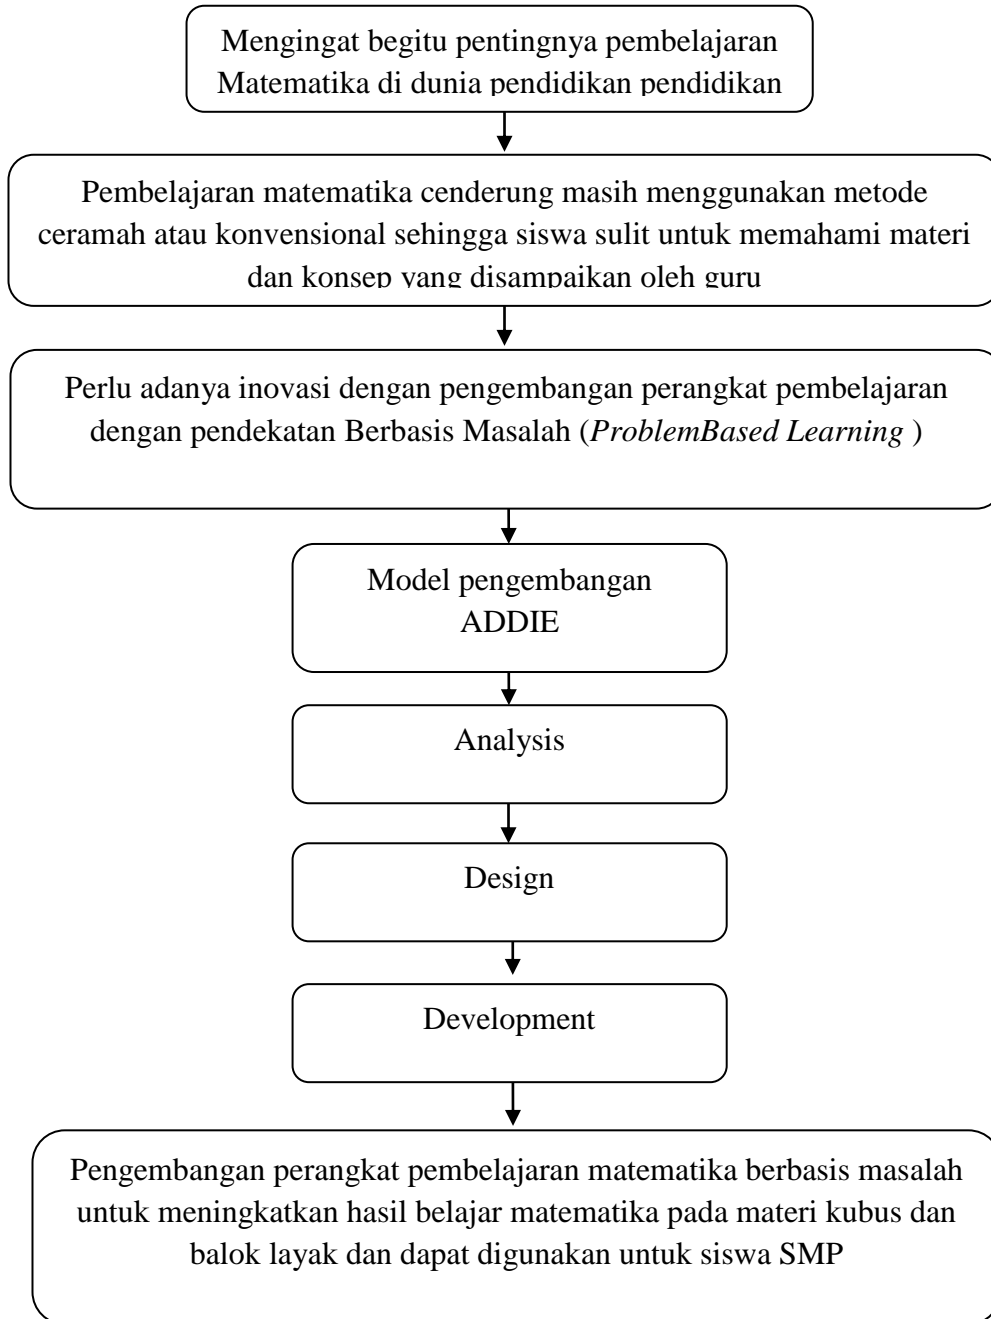 Mengingat begitu pentingnya pembelajaran
Matematika di dunia pendidikan pendidikan
Pembelajaran matematika cenderung masih menggunakan metode
ceramah atau konvensional sehingga siswa sulit untuk memahami materi
dan konsep yang disampaikan oleh guru
Perlu adanya inovasi dengan pengembangan perangkat pembelajaran
dengan pendekatan Berbasis Masalah (ProblemBased Learning )
Model pengembangan
ADDIE
Analysis
Design
Development
Pengembangan perangkat pembelajaran matematika berbasis masalah
untuk meningkatkan hasil belajar matematika pada materi kubus dan
balok layak dan dapat digunakan untuk siswa SMP